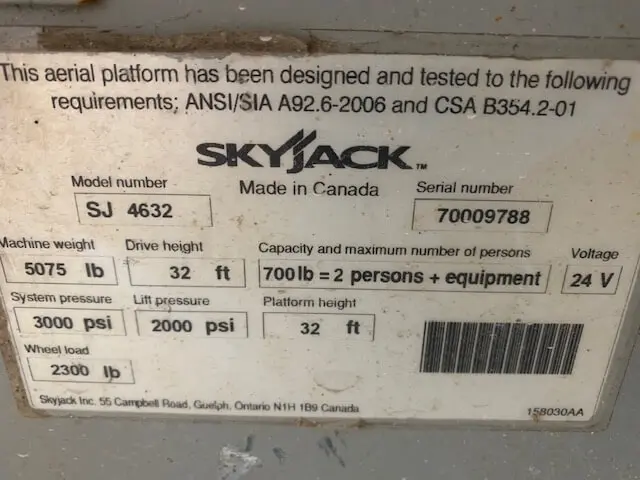 This aerial platform has been designed and tested to the following
requirements; ANSI/SIA A92.6-2006 and CSA B354.2-01
SKYJACK™
Model number Made in Canada Serial number
SJ 4632 70009788
Machine weight Drive height Capacity and maximum number of persons Voltage
5075 lb 32 ft 700 lb = 2 persons + equipment 24 V
System pressure Lift pressure Platform height
3000 psi 2000 psi 32 ft
Wheel load
2300 lb
Skyjack Inc. 55 Campbell Road, Guelph, Ontario N1H 1B9 Canada 158030AA